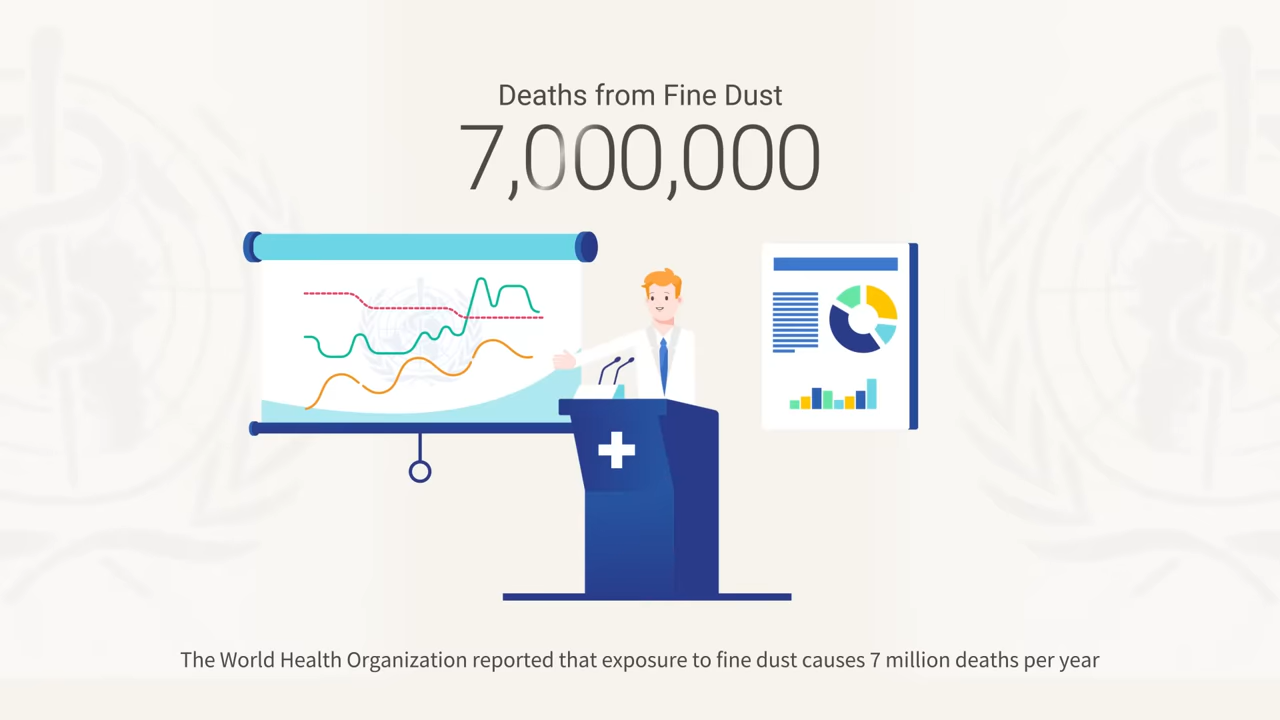 Deaths from Fine Dust
7,000,000
The World Health Organization reported that exposure to fine dust causes 7 million deaths per year